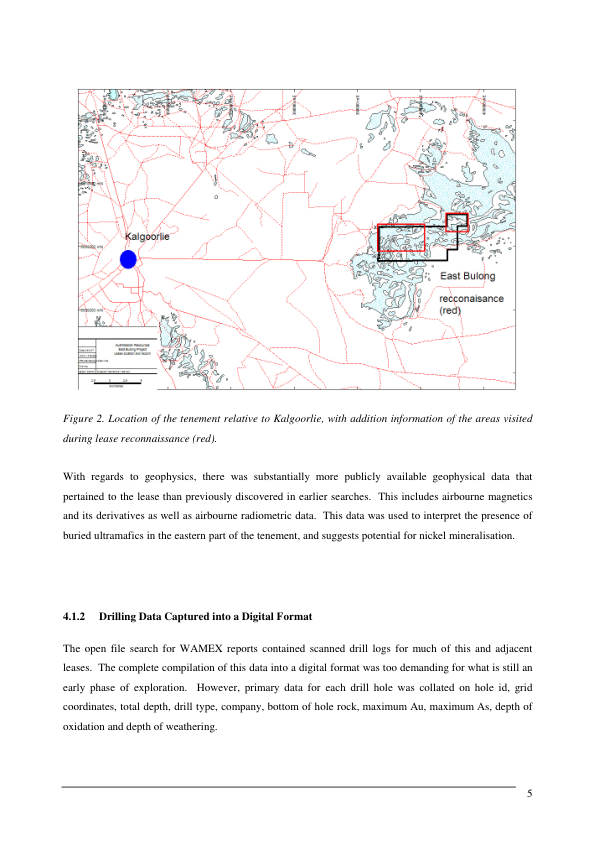 Kalgoorlie
East Bulong
recconaisance
(red)
Figure 2. Location of the tenement relative to Kalgoorlie, with addition information of the areas visited
during lease reconnaissance (red).
With regards to geophysics, there was substantially more publicly available geophysical data that
pertained to the lease than previously discovered in earlier searches. This includes airbourne magnetics
and its derivatives as well as airbourne radiometric data. This data was used to interpret the presence of
buried ultramafics in the eastern part of the tenement, and suggests potential for nickel mineralisation.
4.1.2 Drilling Data Captured into a Digital Format
The open file search for WAMEX reports contained scanned drill logs for much of this and adjacent
leases. The complete compilation of this data into a digital format was too demanding for what is still an
early phase of exploration. However, primary data for each drill hole was collated on hole id, grid
coordinates, total depth, drill type, company, bottom of hole rock, maximum Au, maximum As, depth of
oxidation and depth of weathering.
5